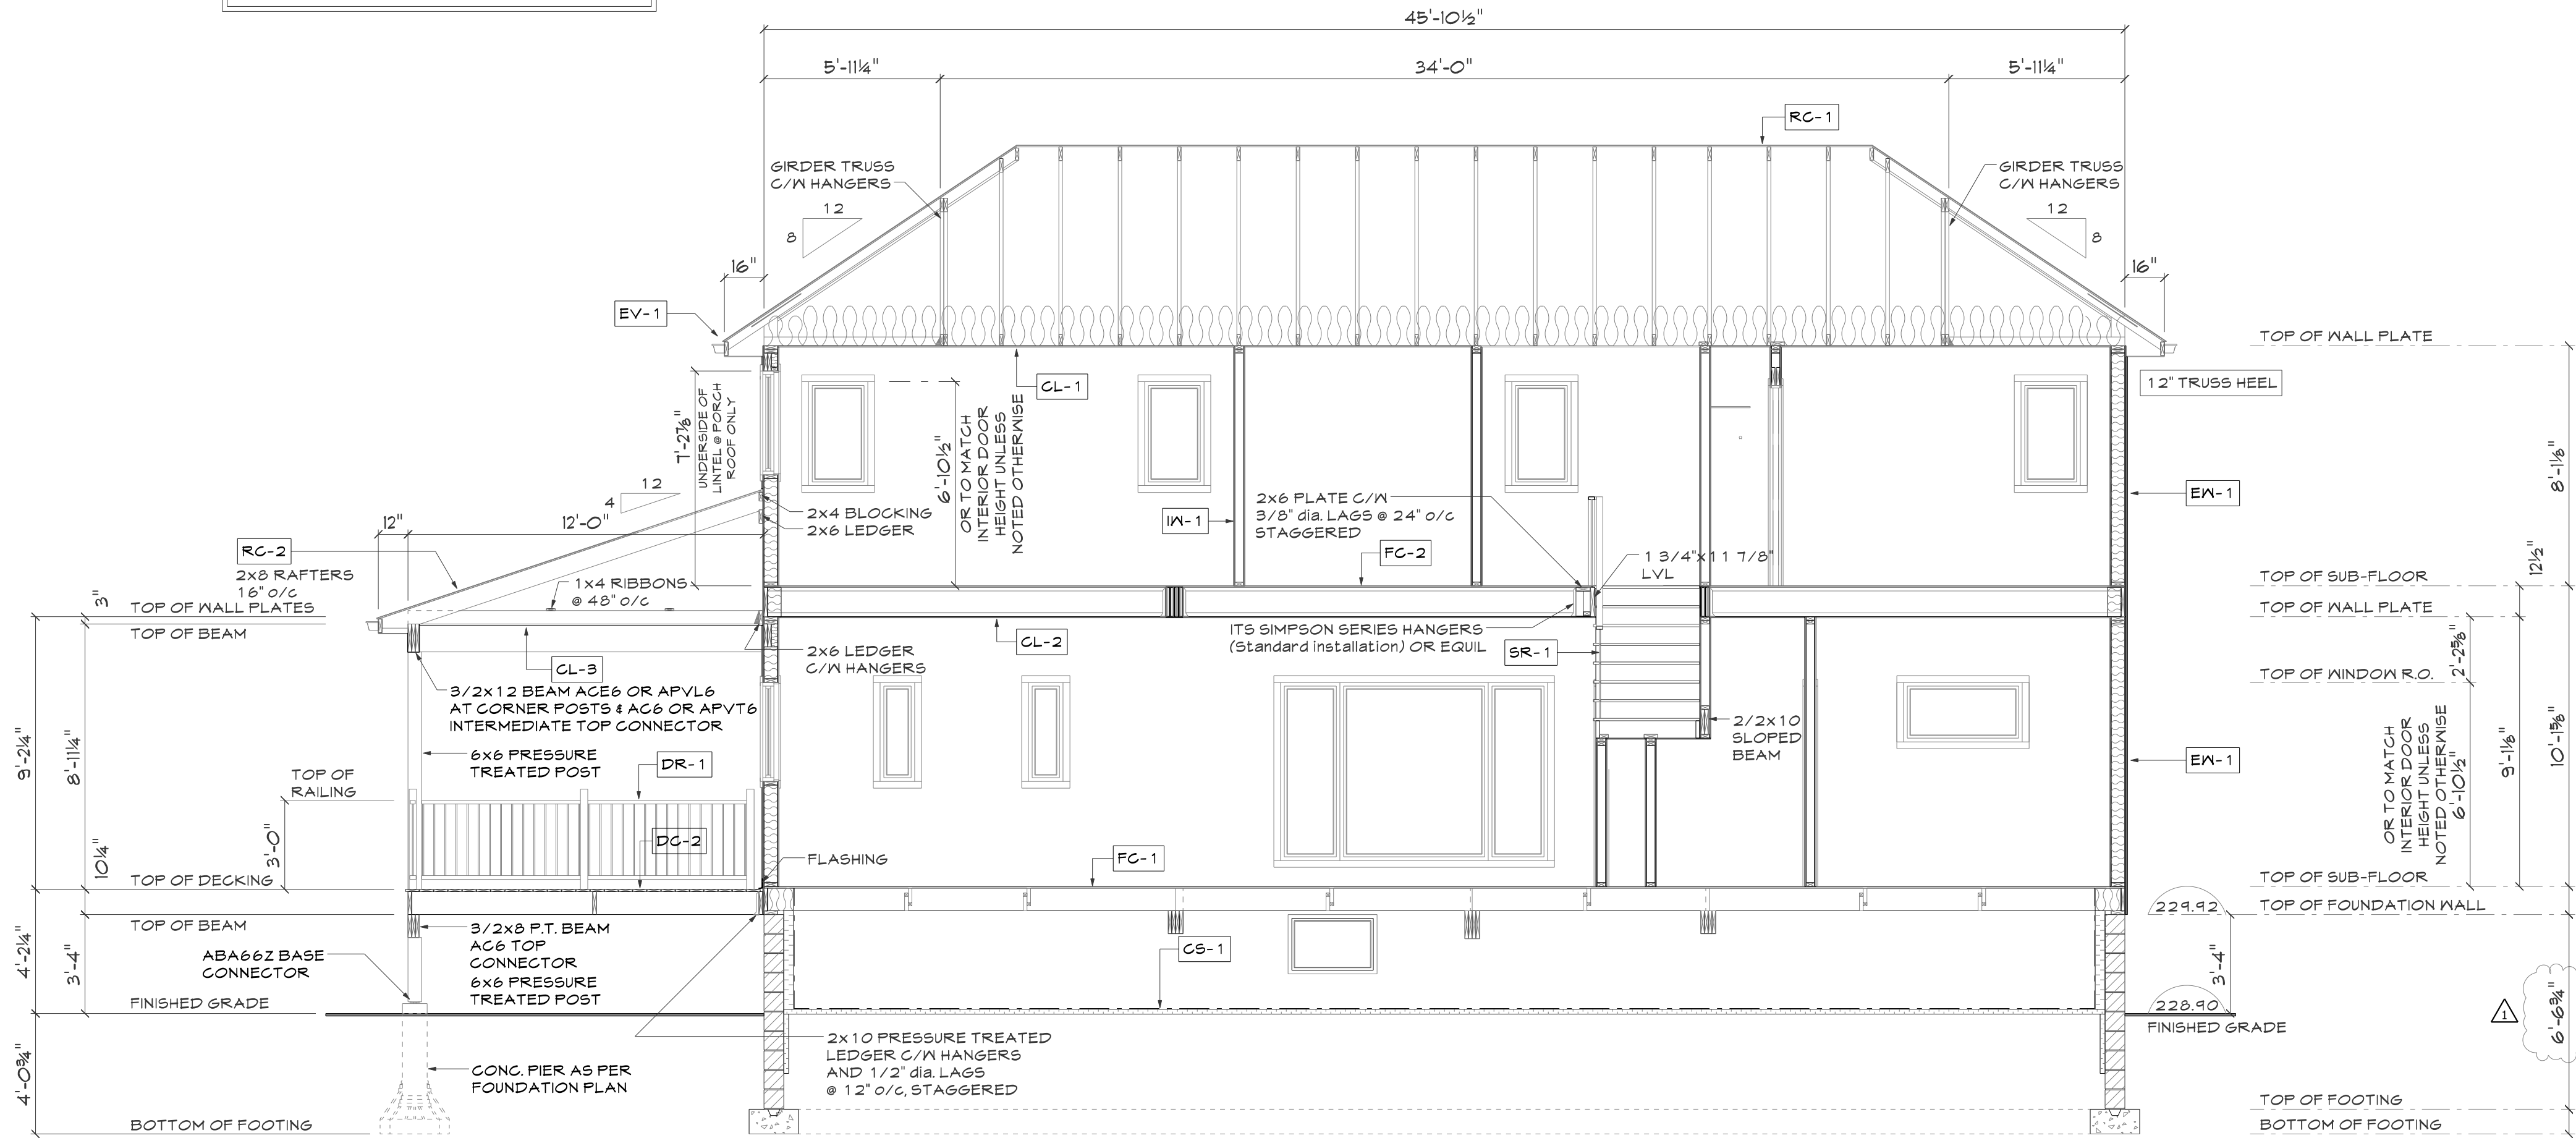 45'-10½"
5'-11¼"
34'-0"
5'-11¼"
RC-1
GIRDER TRUSS
C/W HANGERS
12
8
GIRDER TRUSS
C/W HANGERS
12
8
16"
16"
EV-1
TOP OF WALL PLATE
12" TRUSS HEEL
CL-1
7'-2⅞"
UNDERSIDE OF
LINTEL @ PORCH
ROOF ONLY
6'-10½"
OR TO MATCH
INTERIOR DOOR
HEIGHT UNLESS
NOTED OTHERWISE
8'-1⅛"
EW-1
12
4
2x4 BLOCKING
2x6 LEDGER
IW-1
2x6 PLATE C/W
3/8" dia. LAGS @ 24" o/c
STAGGERED
FC-2
1 3/4"x11 7/8"
LVL
12"
12'-0"
RC-2
2x8 RAFTERS
16" o/c
1x4 RIBBONS
@ 48" o/c
12½"
TOP OF SUB-FLOOR
TOP OF WALL PLATE
3"
TOP OF WALL PLATES
TOP OF BEAM
CL-2
ITS SIMPSON SERIES HANGERS
(Standard installation) OR EQUIL
SR-1
2x6 LEDGER
C/W HANGERS
CL-3
3/2x12 BEAM ACE6 OR APVL6
AT CORNER POSTS & AC6 OR APVT6
INTERMEDIATE TOP CONNECTOR
2'-2⅝"
TOP OF WINDOW R.O.
2/2x10
SLOPED
BEAM
9'-2¼"
8'-11¼"
6x6 PRESSURE
TREATED POST
DR-1
TOP OF
RAILING
3'-0"
DC-2
OR TO MATCH
INTERIOR DOOR
HEIGHT UNLESS
NOTED OTHERWISE
6'-10½"
9'-1⅛"
10'-1⅝"
EW-1
10¼"
TOP OF DECKING
FLASHING
FC-1
TOP OF SUB-FLOOR
229.92
TOP OF FOUNDATION WALL
TOP OF BEAM
3/2x8 P.T. BEAM
AC6 TOP
CONNECTOR
6x6 PRESSURE
TREATED POST
ABA66Z BASE
CONNECTOR
CS-1
4'-2¼"
3'-4"
3'-4"
FINISHED GRADE
228.90
FINISHED GRADE
1
6'-6¾"
2x10 PRESSURE TREATED
LEDGER C/W HANGERS
AND 1/2" dia. LAGS
@ 12" o/c, STAGGERED
4'-0¾"
CONC. PIER AS PER
FOUNDATION PLAN
TOP OF FOOTING
BOTTOM OF FOOTING
BOTTOM OF FOOTING